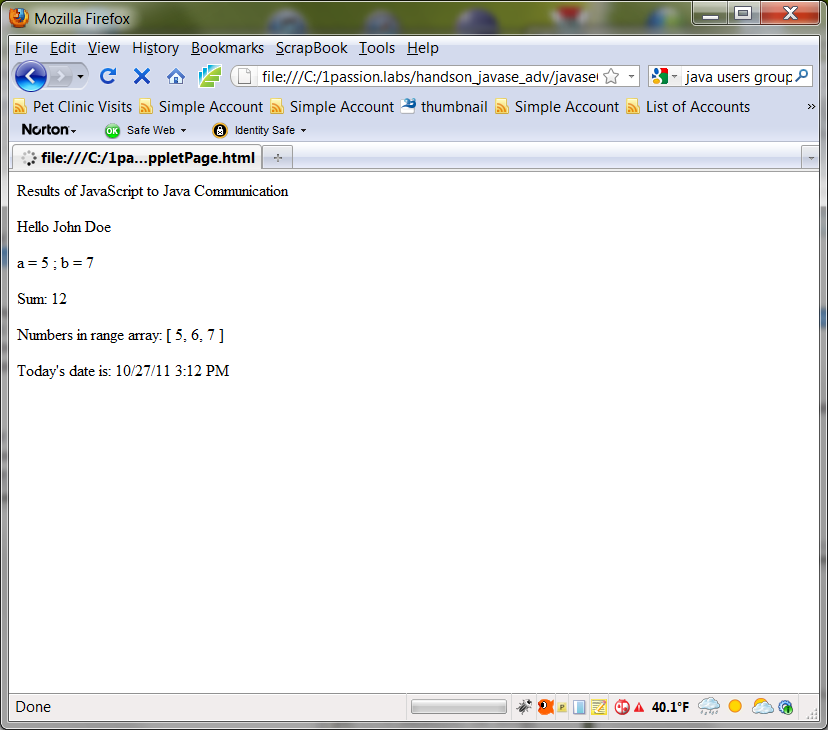 Mozilla Firefox
File Edit View History Bookmarks ScrapBook Tools Help
file:///C:/1passion.labs/handson_javase_adv/javase java users group
Pet Clinic Visits Simple Account Simple Account thumbnail Simple Account List of Accounts »
Norton Safe Web Identity Safe
file:///C:/1pa...ppletPage.html
Results of JavaScript to Java Communication
Hello John Doe
a = 5 ; b = 7
Sum: 12
Numbers in range array: [ 5, 6, 7 ]
Today's date is: 10/27/11 3:12 PM
Done 40.1°F